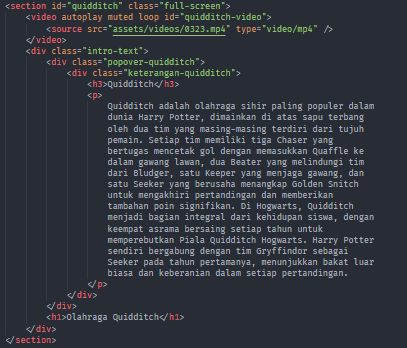 <section id="quidditch" class="full-screen">
<video autoplay muted loop id="quidditch-video">
<source src="assets/videos/0323.mp4" type="video/mp4" />
</video>
<div class="intro-text">
<div class="popover-quidditch">
<div class="keterangan-quidditch">
<h3>Quidditch</h3>
<p>
Quidditch adalah olahraga sihir paling populer dalam
dunia Harry Potter, dimainkan di atas sapu terbang
oleh dua tim yang masing-masing terdiri dari tujuh
pemain. Setiap tim memiliki tiga Chaser yang
bertugas mencetak gol dengan memasukkan Quaffle ke
dalam gawang lawan, dua Beater yang melindungi tim
dari Bludger, satu Keeper yang menjaga gawang, dan
satu Seeker yang berusaha menangkap Golden Snitch
untuk mengakhiri pertandingan dan memberikan
tambahan poin signifikan. Di Hogwarts, Quidditch
menjadi bagian integral dari kehidupan siswa, dengan
keempat asrama bersaing setiap tahun untuk
memperebutkan Piala Quidditch Hogwarts. Harry Potter
sendiri bergabung dengan tim Gryffindor sebagai
Seeker pada tahun pertamanya, menunjukkan bakat luar
biasa dan keberanian dalam setiap pertandingan.
</p>
</div>
</div>
<h1>Olahraga Quidditch</h1>
</div>
</section>